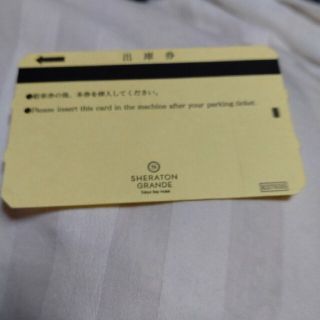 出庫券
●駐車券の後、本券を挿入してください。
●Please insert this card in the machine after your parking ticket.
SHERATON
GRANDE
Tokyo Bay Hotel